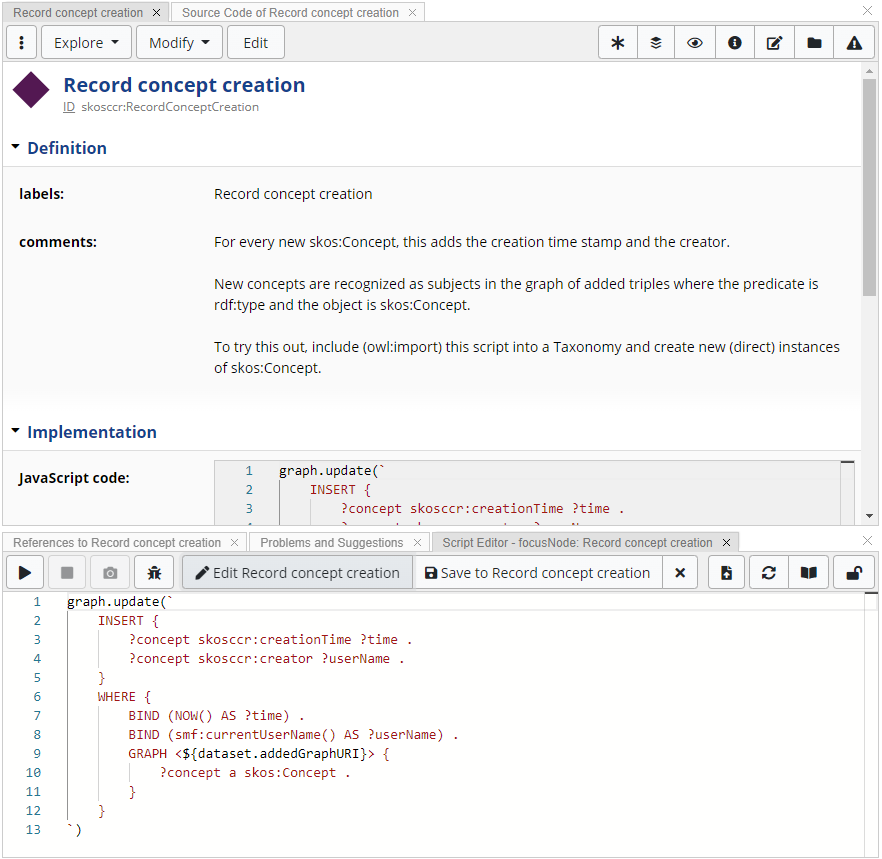 Record concept creation
Source Code of Record concept creation
Explore
Modify
Edit
Record concept creation
ID skosccr:RecordConceptCreation
Definition
labels: Record concept creation
comments: For every new skos:Concept, this adds the creation time stamp and the creator.
New concepts are recognized as subjects in the graph of added triples where the predicate is
rdf:type and the object is skos:Concept.
To try this out, include (owl:import) this script into a Taxonomy and create new (direct) instances
of skos:Concept.
Implementation
JavaScript code:
1 graph.update(`
2 INSERT {
3 ?concept skosccr:creationTime ?time .
References to Record concept creation
Problems and Suggestions
Script Editor - focusNode: Record concept creation
Edit Record concept creation
Save to Record concept creation
1 graph.update(`
2 INSERT {
3 ?concept skosccr:creationTime ?time .
4 ?concept skosccr:creator ?userName .
5 }
6 WHERE {
7 BIND (NOW() AS ?time) .
8 BIND (smf:currentUserName() AS ?userName) .
9 GRAPH <${dataset.addedGraphURI}> {
10 ?concept a skos:Concept .
11 }
12 }
13 `)